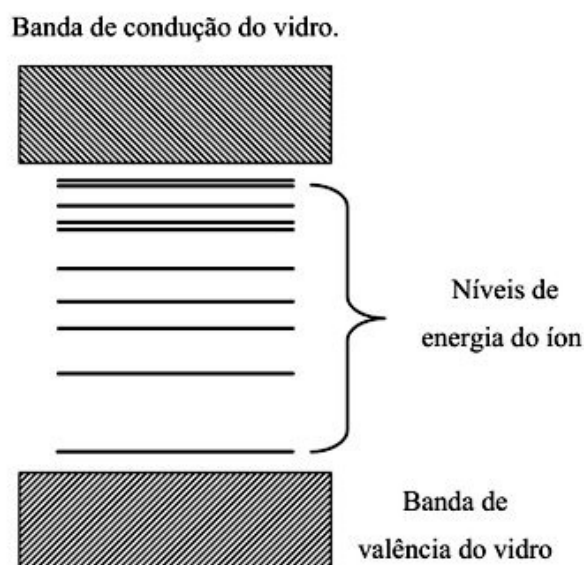 Banda de condução do vidro.
Níveis de
energia do íon
Banda de
valência do vidro